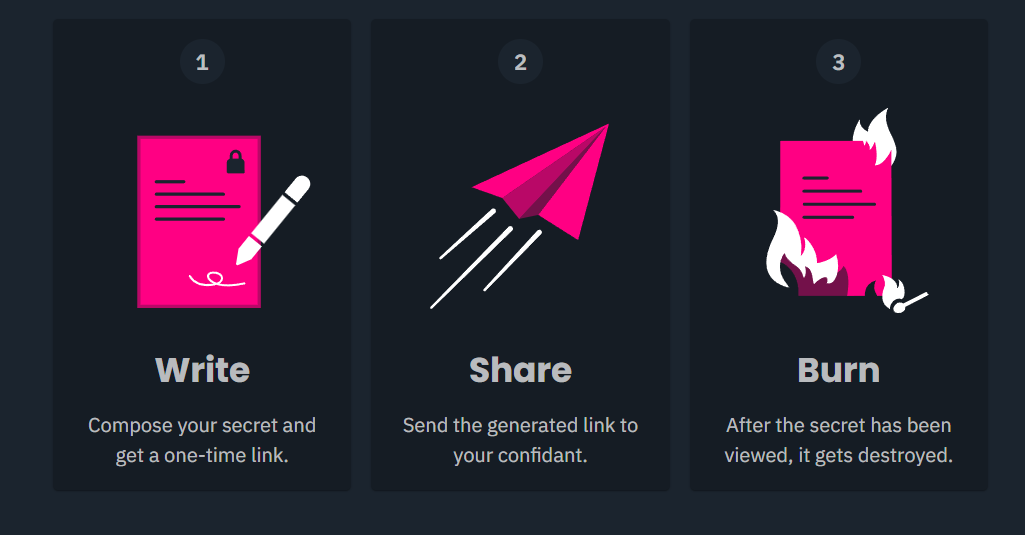 1
Write
Compose your secret and
get a one-time link.
2
Share
Send the generated link to
your confidant.
3
Burn
After the secret has been
viewed, it gets destroyed.